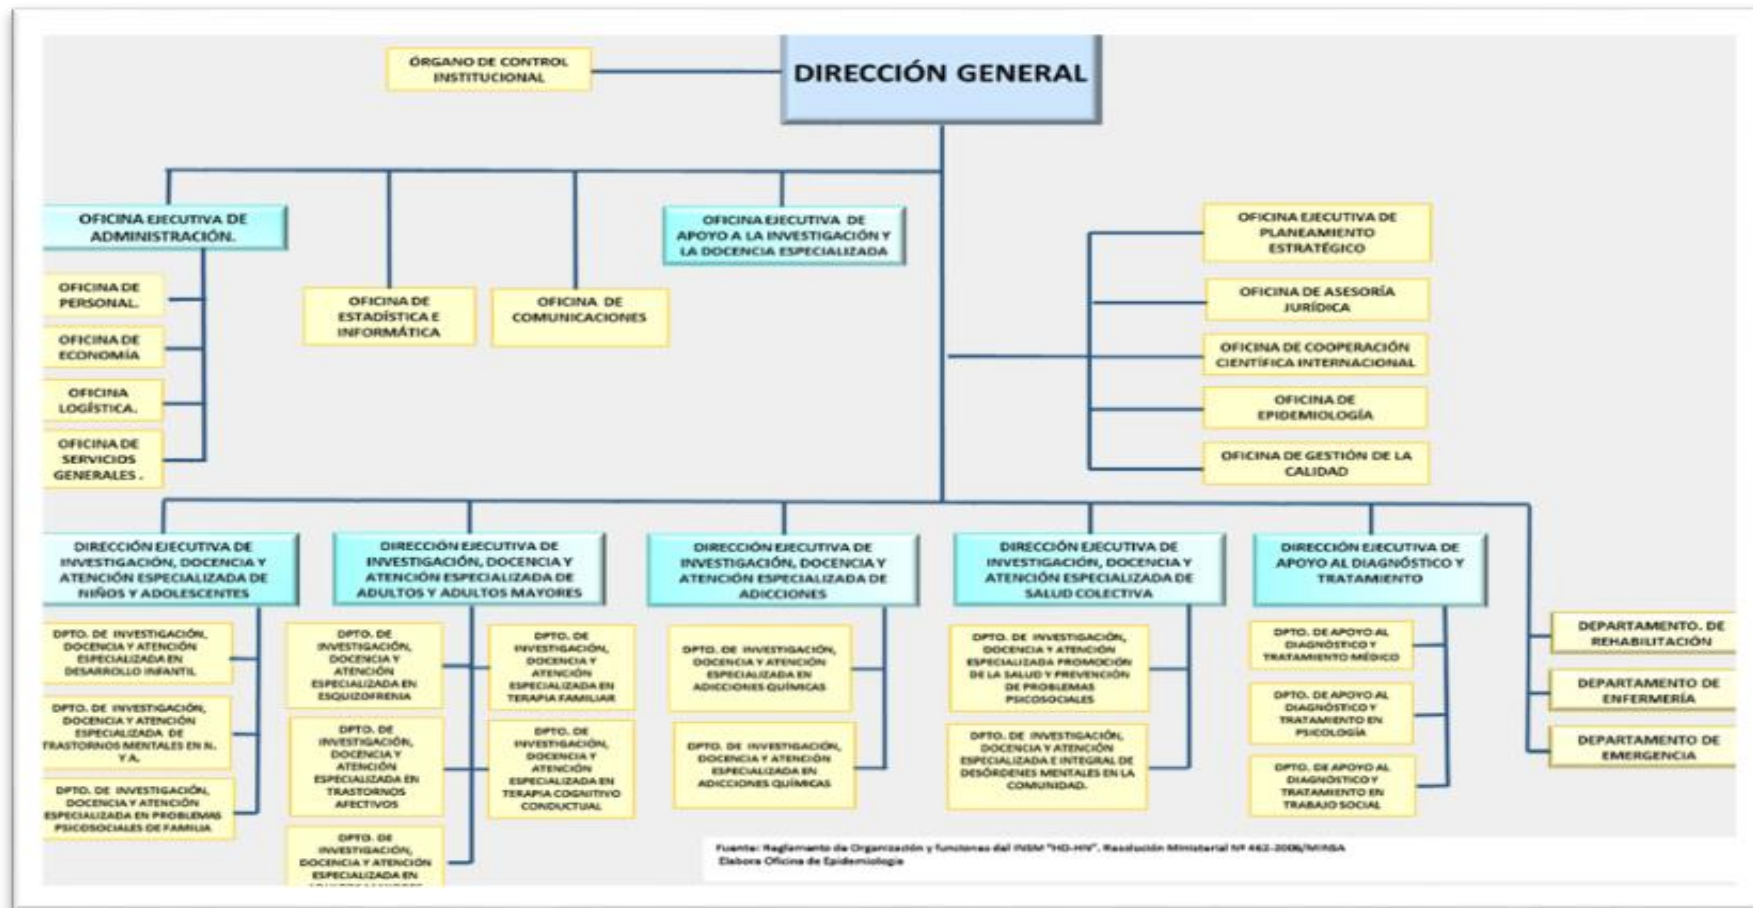 ÓRGANO DE CONTROL
INSTITUCIONAL
DIRECCIÓN GENERAL
OFICINA EJECUTIVA DE
ADMINISTRACIÓN.
OFICINA EJECUTIVA DE
APOYO A LA INVESTIGACIÓN Y
LA DOCENCIA ESPECIALIZADA
OFICINA DE
PERSONAL.
OFICINA DE
ECONOMÍA
OFICINA
LOGÍSTICA.
OFICINA DE
SERVICIOS
GENERALES .
OFICINA DE
ESTADÍSTICA E
INFORMÁTICA
OFICINA DE
COMUNICACIONES
OFICINA EJECUTIVA DE
PLANEAMIENTO
ESTRATÉGICO
OFICINA DE ASESORÍA
JURÍDICA
OFICINA DE COOPERACIÓN
CIENTÍFICA INTERNACIONAL
OFICINA DE
EPIDEMIOLOGÍA
OFICINA DE GESTIÓN DE LA
CALIDAD
DIRECCIÓN EJECUTIVA DE
INVESTIGACIÓN, DOCENCIA Y
ATENCIÓN ESPECIALIZADA DE
NIÑOS Y ADOLESCENTES
DPTO. DE INVESTIGACIÓN,
DOCENCIA Y ATENCIÓN
ESPECIALIZADA EN
DESARROLLO INFANTIL
DPTO. DE INVESTIGACIÓN,
DOCENCIA Y ATENCIÓN
ESPECIALIZADA DE
TRASTORNOS MENTALES EN N.
Y A.
DPTO. DE INVESTIGACIÓN,
DOCENCIA Y ATENCIÓN
ESPECIALIZADA EN PROBLEMAS
PSICOSOCIALES DE FAMILIA
DIRECCIÓN EJECUTIVA DE
INVESTIGACIÓN, DOCENCIA Y
ATENCIÓN ESPECIALIZADA DE
ADULTOS Y ADULTOS MAYORES
DPTO. DE
INVESTIGACIÓN,
DOCENCIA Y
ATENCIÓN
ESPECIALIZADA EN
ESQUIZOFRENIA
DPTO. DE
INVESTIGACIÓN,
DOCENCIA Y
ATENCIÓN
ESPECIALIZADA EN
TERAPIA FAMILIAR
DPTO. DE
INVESTIGACIÓN,
DOCENCIA Y
ATENCIÓN
ESPECIALIZADA EN
TRASTORNOS
AFECTIVOS
DPTO. DE
INVESTIGACIÓN,
DOCENCIA Y
ATENCIÓN
ESPECIALIZADA EN
TERAPIA COGNITIVO
CONDUCTUAL
DPTO. DE
INVESTIGACIÓN,
DOCENCIA Y ATENCIÓN
ESPECIALIZADA EN
DIRECCIÓN EJECUTIVA DE
INVESTIGACIÓN, DOCENCIA Y
ATENCIÓN ESPECIALIZADA DE
ADICCIONES
DPTO. DE INVESTIGACIÓN,
DOCENCIA Y ATENCIÓN
ESPECIALIZADA EN
ADICCIONES QUÍMICAS
DPTO. DE INVESTIGACIÓN,
DOCENCIA Y ATENCIÓN
ESPECIALIZADA EN
ADICCIONES QUÍMICAS
DIRECCIÓN EJECUTIVA DE
INVESTIGACIÓN, DOCENCIA Y
ATENCIÓN ESPECIALIZADA DE
SALUD COLECTIVA
DPTO. DE INVESTIGACIÓN,
DOCENCIA Y ATENCIÓN
ESPECIALIZADA PROMOCIÓN
DE LA SALUD Y PREVENCIÓN
DE PROBLEMAS
PSICOSOCIALES
DPTO. DE INVESTIGACIÓN,
DOCENCIA Y ATENCIÓN
ESPECIALIZADA E INTEGRAL DE
DESÓRDENES MENTALES EN LA
COMUNIDAD.
DIRECCIÓN EJECUTIVA DE
APOYO AL DIAGNÓSTICO Y
TRATAMIENTO
DPTO. DE APOYO AL
DIAGNÓSTICO Y
TRATAMIENTO MÉDICO
DPTO. DE APOYO AL
DIAGNÓSTICO Y
TRATAMIENTO EN
PSICOLOGÍA
DPTO. DE APOYO AL
DIAGNÓSTICO Y
TRATAMIENTO EN
TRABAJO SOCIAL
DEPARTAMENTO. DE
REHABILITACIÓN
DEPARTAMENTO DE
ENFERMERÍA
DEPARTAMENTO DE
EMERGENCIA
Fuente: Reglamento de Organización y funciones del INSM "HD-HN". Resolución Ministerial Nº 462-2006/MINSA
Elabora Oficina de Epidemiología